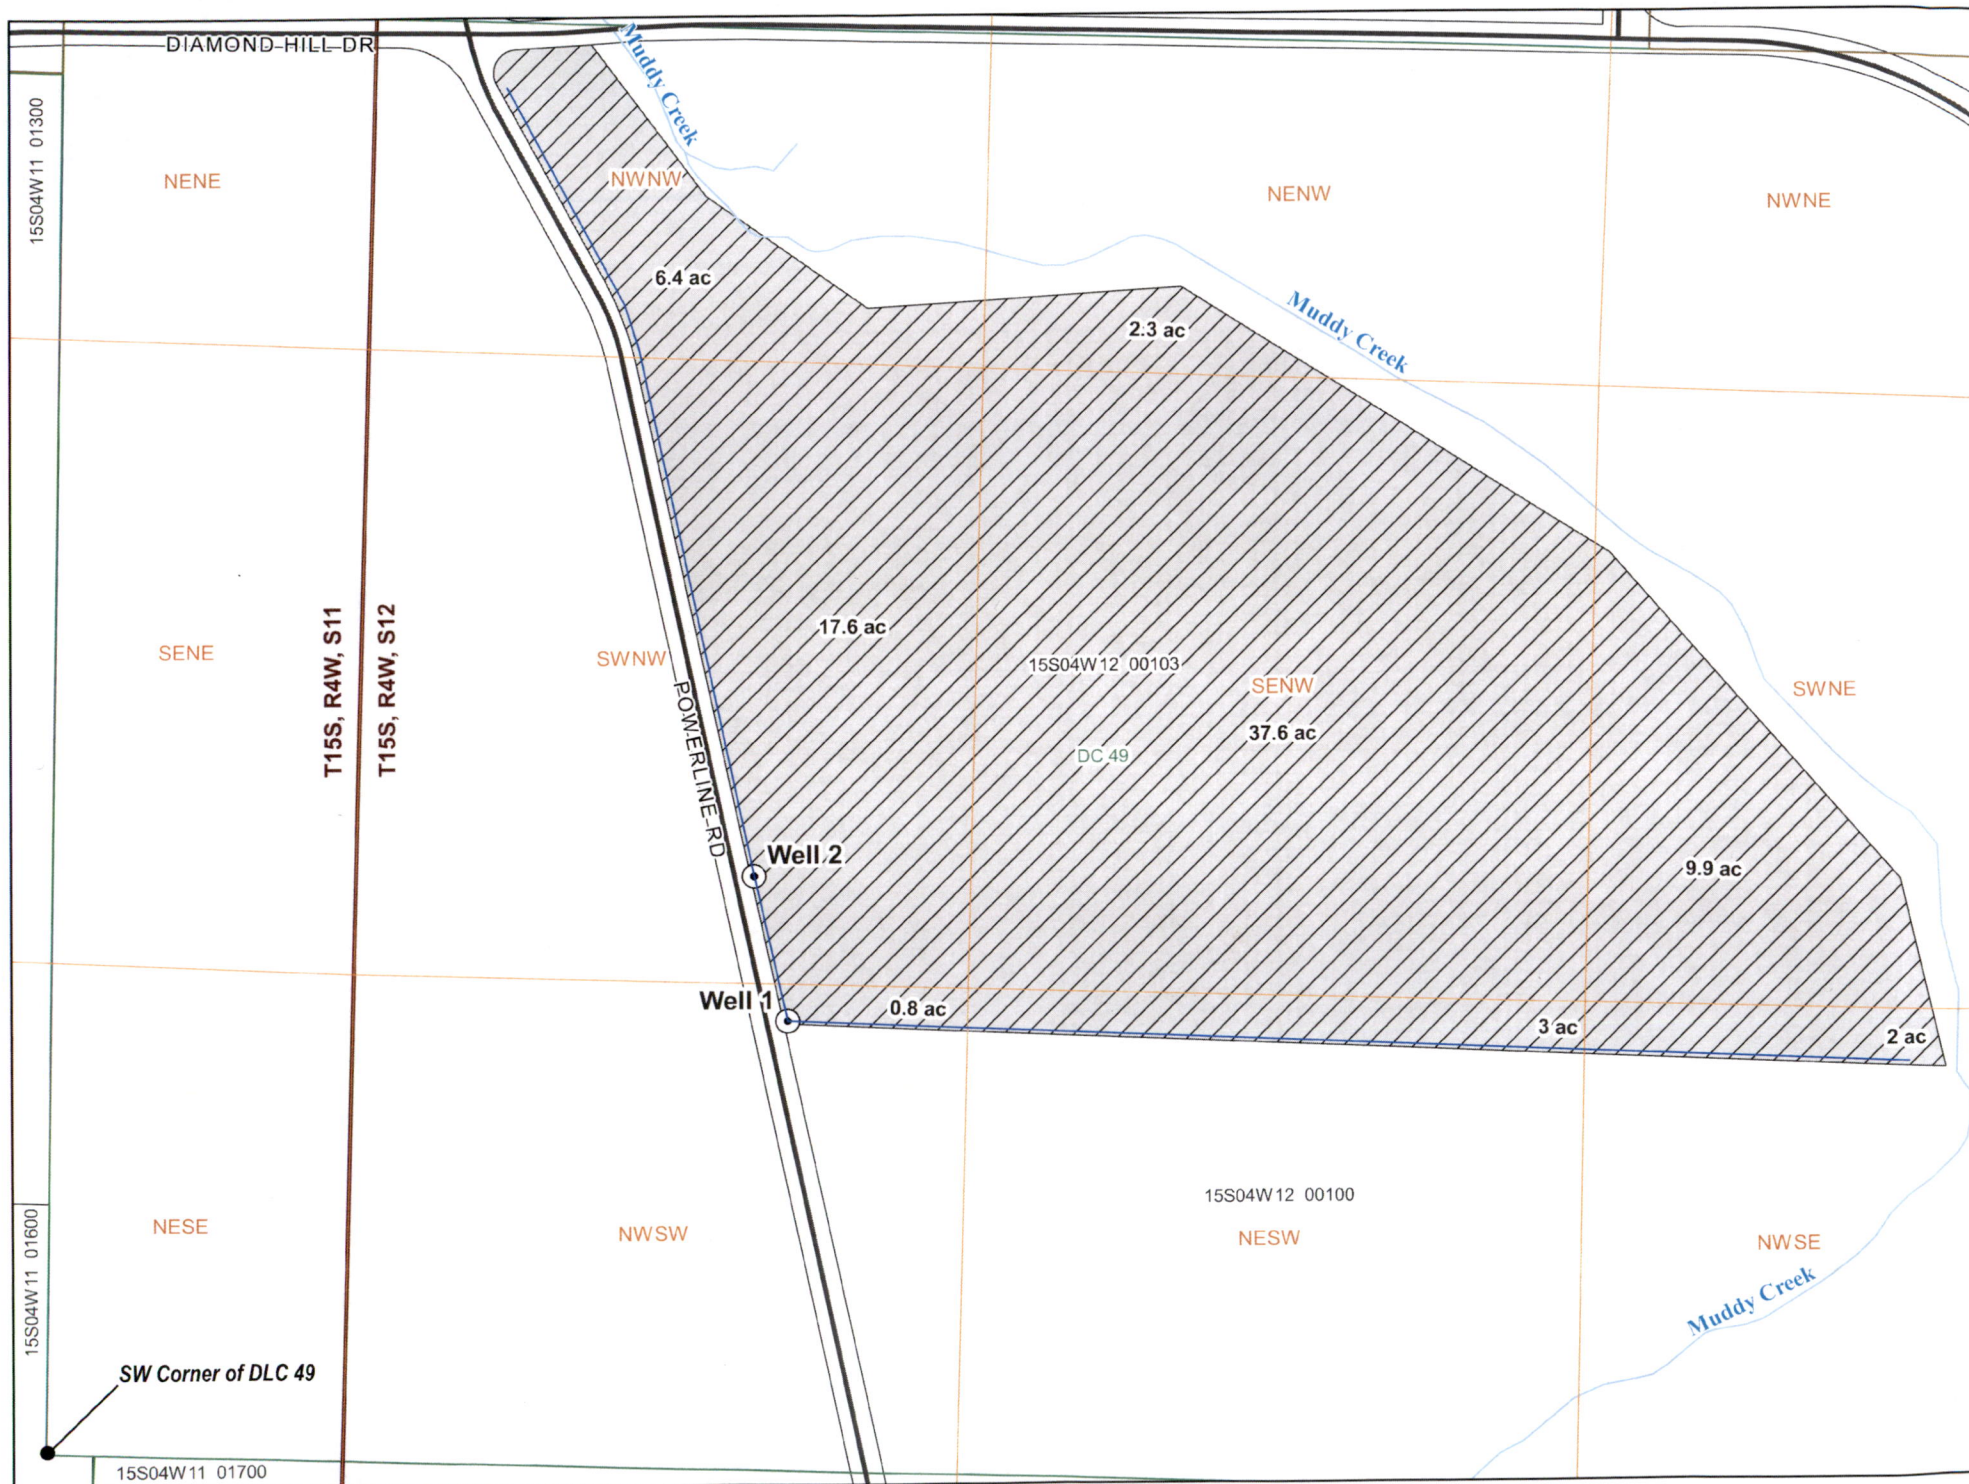 DIAMOND HILL DR
Muddy Creek
15S04W11 01300
NENE
NWNW
NENW
NWNE
6.4 ac
2.3 ac
Muddy Creek
T15S, R4W, S11
T15S, R4W, S12
SENE
SWNW
17.6 ac
15S04W12 00103
SENW
SWNE
37.6 ac
DC 49
POWERLINE RD
Well 2
9.9 ac
Well 1
0.8 ac
3 ac
2 ac
15S04W12 00100
NESE
NWSW
NESW
NWSE
15S04W11 01600
Muddy Creek
SW Corner of DLC 49
15S04W11 01700